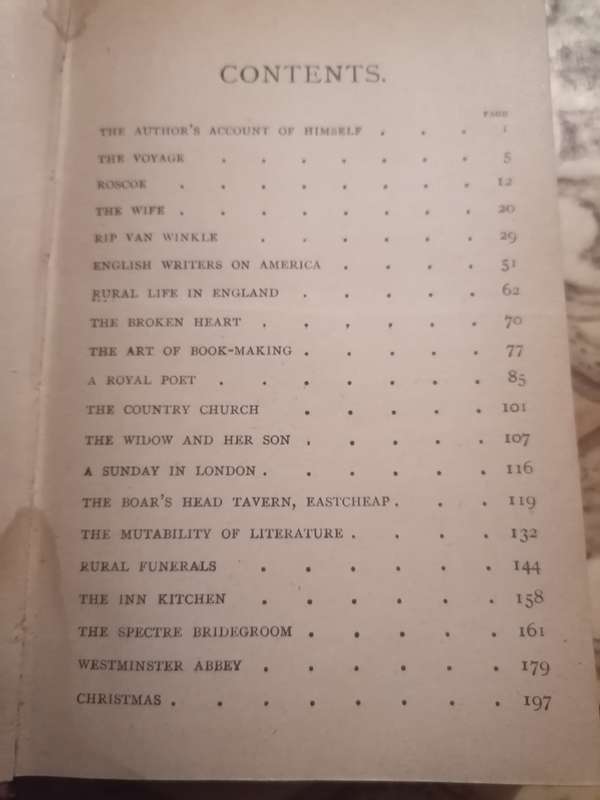 CONTENTS.
PAGE
THE AUTHOR'S ACCOUNT OF HIMSELF . . . 1
THE VOYAGE . . . . . . . 5
ROSCOE . . . . . . . . 12
THE WIFE . . . . . . . . 20
RIP VAN WINKLE . . . . . . 29
ENGLISH WRITERS ON AMERICA . . . . 51
RURAL LIFE IN ENGLAND . . . . . 62
THE BROKEN HEART . . . . . . 70
THE ART OF BOOK-MAKING . . . . . 77
A ROYAL POET . . . . . . . 85
THE COUNTRY CHURCH . . . . . 101
THE WIDOW AND HER SON . . . . . 107
A SUNDAY IN LONDON . . . . . . 116
THE BOAR'S HEAD TAVERN, EASTCHEAP . . . 119
THE MUTABILITY OF LITERATURE . . . . 132
RURAL FUNERALS . . . . . . 144
THE INN KITCHEN . . . . . . 158
THE SPECTRE BRIDEGROOM . . . . . 161
WESTMINSTER ABBEY . . . . . . 179
CHRISTMAS . . . . . . . . 197